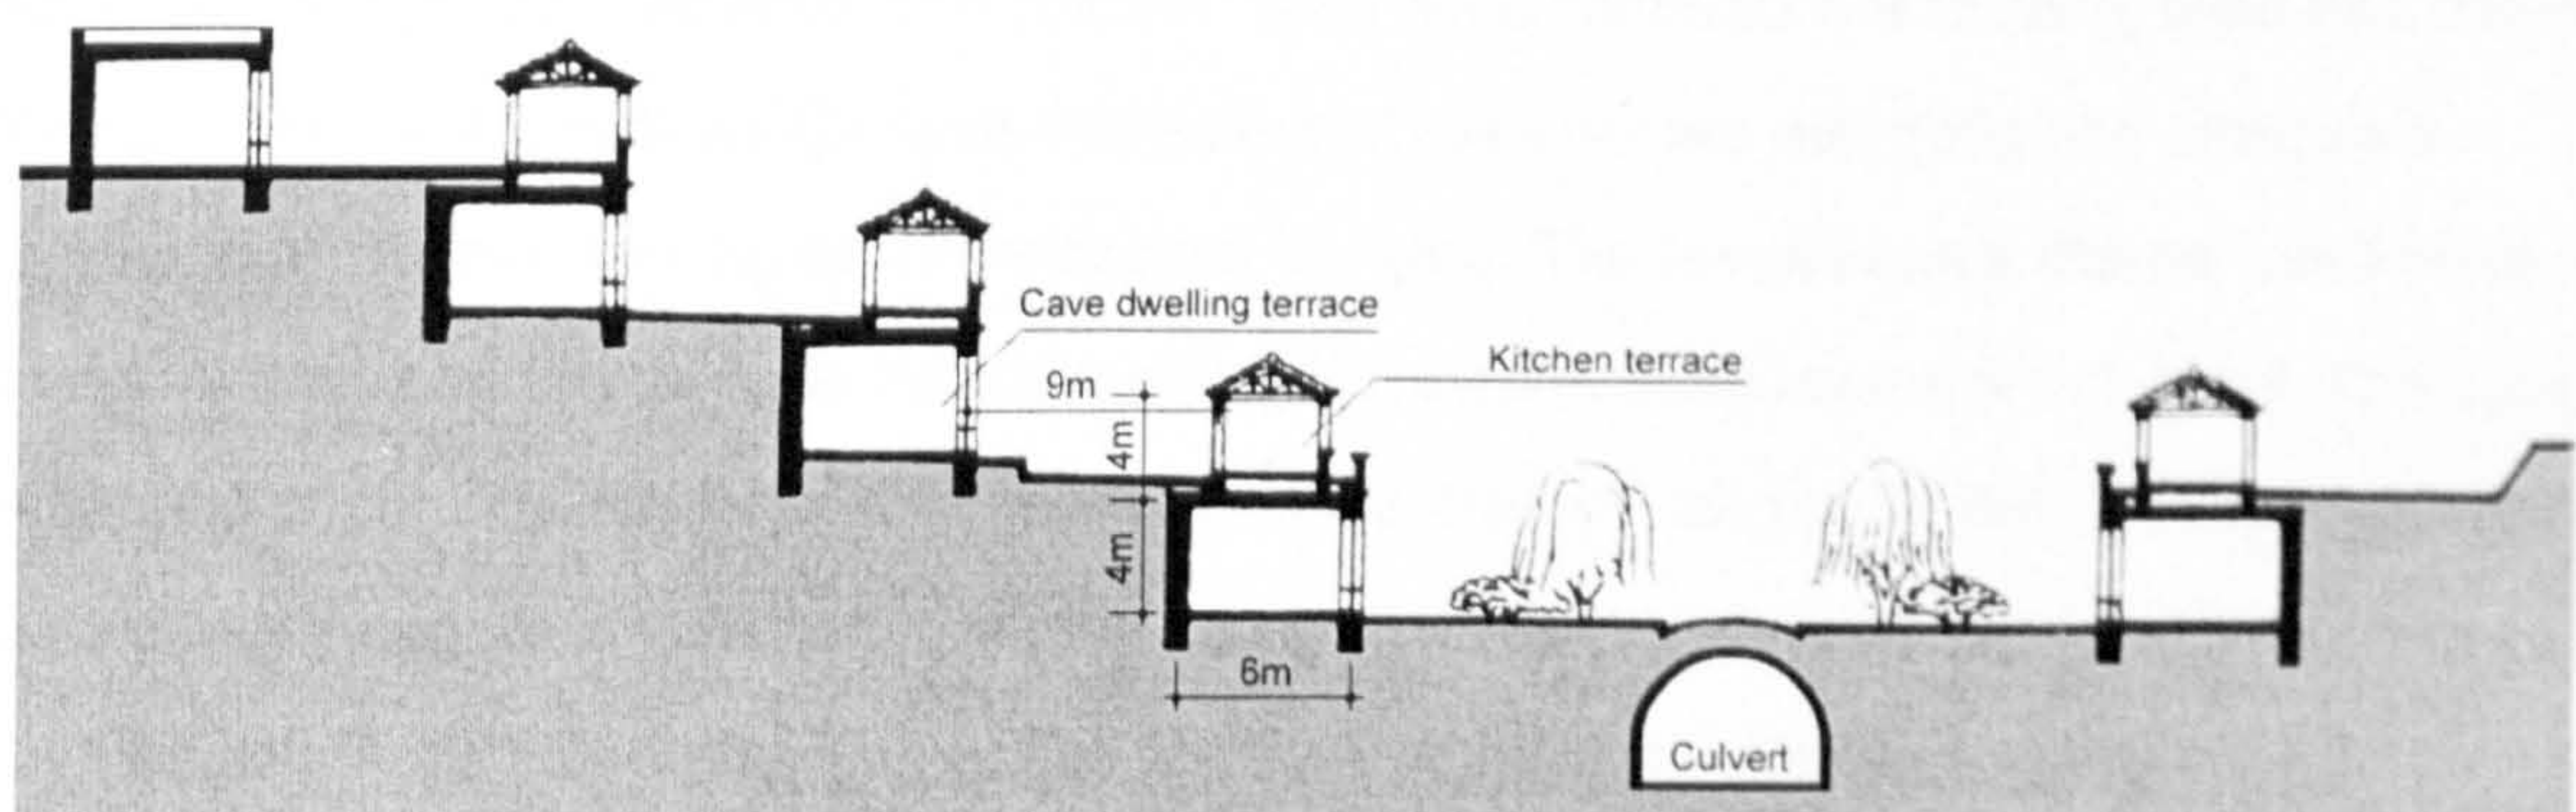 Cave dwelling terrace
Kitchen terrace
9m
4m
4m
6m
Culvert